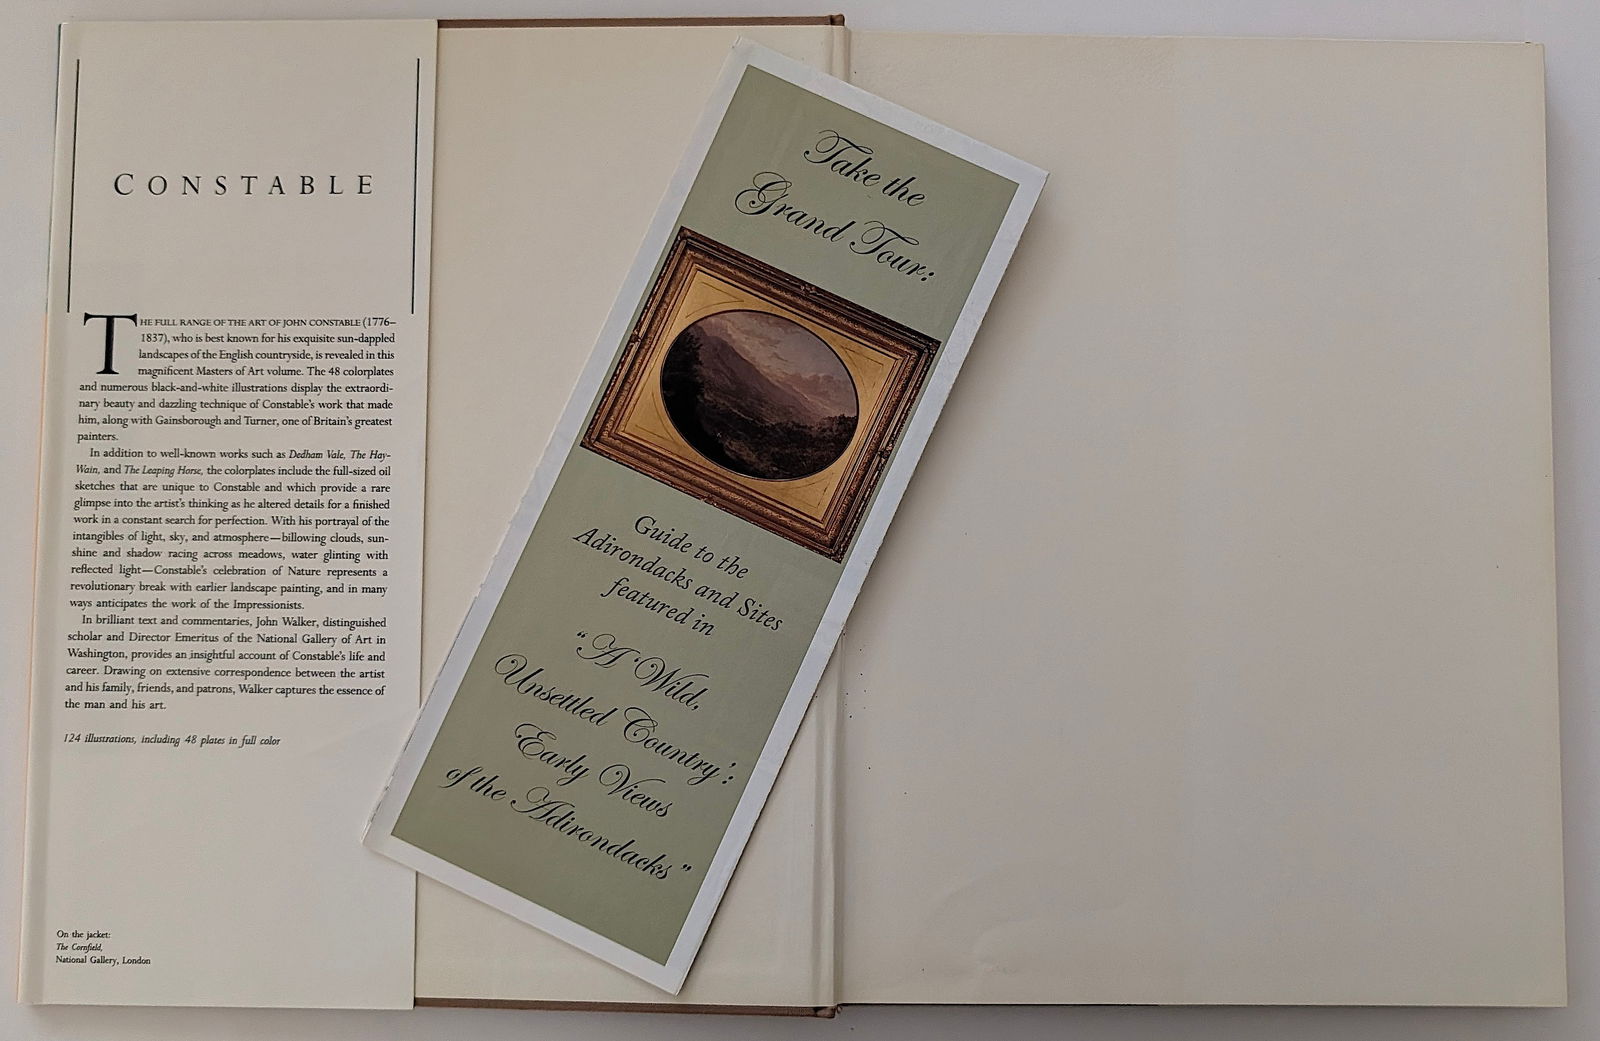 CONSTABLE
THE FULL RANGE OF THE ART OF JOHN CONSTABLE (1776–
1837), who is best known for his exquisite sun-dappled
landscapes of the English countryside, is revealed in this
magnificent Masters of Art volume. The 48 colorplates
and numerous black-and-white illustrations display the extraordi-
nary beauty and dazzling technique of Constable's work that made
him, along with Gainsborough and Turner, one of Britain's greatest
painters.
In addition to well-known works such as Dedham Vale, The Hay-
Wain, and The Leaping Horse, the colorplates include the full-sized oil
sketches that are unique to Constable and which provide a rare
glimpse into the artist's thinking as he altered details for a finished
work in a constant search for perfection. With his portrayal of the
intangibles of light, sky, and atmosphere—billowing clouds, sun-
shine and shadow racing across meadows, water glinting with
reflected light—Constable's celebration of Nature represents a
revolutionary break with earlier landscape painting, and in many
ways anticipates the work of the Impressionists.
In brilliant text and commentaries, John Walker, distinguished
scholar and Director Emeritus of the National Gallery of Art in
Washington, provides an insightful account of Constable's life and
career. Drawing on extensive correspondence between the artist
and his family, friends, and patrons, Walker captures the essence of
the man and his art.
124 illustrations, including 48 plates in full color
On the jacket:
The Cornfield,
National Gallery, London
Take the
Grand Tour:
Guide to the
Adirondacks and Sites
featured in
"A 'Wild,
Unsettled Country':
Early Views
of the Adirondacks"